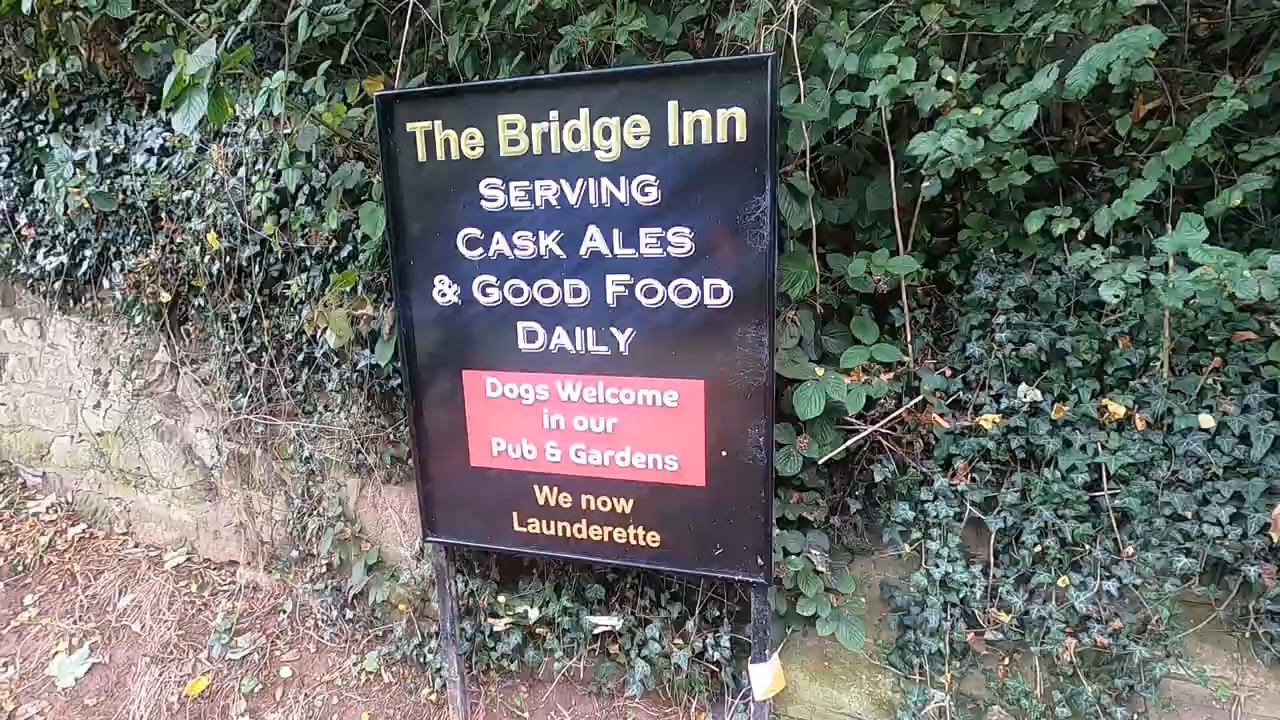 The Bridge Inn
SERVING
CASK ALES
& GOOD FOOD
DAILY
Dogs Welcome
in our
Pub & Gardens
We now
Launderette